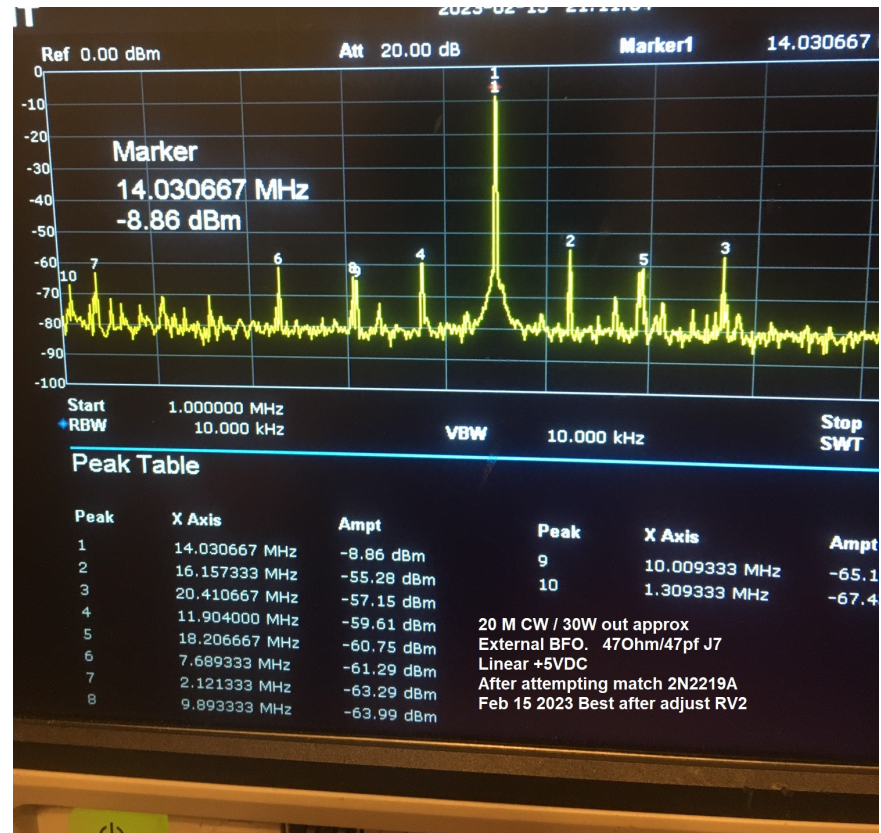 Ref 0.00 dBm Att 20.00 dB Marker1 14.030667
1
1
0
-10
-20
-30
-40
-50
-60
-70
-80
-90
-100
Marker
14.030667 MHz
-8.86 dBm
10 7 6 8 9 4 2 5 3
Start 1.000000 MHz Stop
RBW 10.000 kHz VBW 10.000 kHz SWT
Peak Table
Peak X Axis Ampt Peak X Axis Ampt
1 14.030667 MHz -8.86 dBm 9 10.009333 MHz -65.1
2 16.157333 MHz -55.28 dBm 10 1.309333 MHz -67.4
3 20.410667 MHz -57.15 dBm
4 11.904000 MHz -59.61 dBm
5 18.206667 MHz -60.75 dBm
6 7.689333 MHz -61.29 dBm
7 2.121333 MHz -63.29 dBm
8 9.893333 MHz -63.99 dBm
20 M CW / 30W out approx
External BFO. 47Ohm/47pf J7
Linear +5VDC
After attempting match 2N2219A
Feb 15 2023 Best after adjust RV2